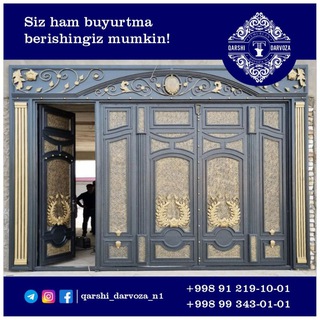 Siz ham buyurtma
berishingiz mumkin!
QARSHI DARVOZA
+998 91 219-10-01
+998 99 343-01-01
qarshi_darvoza_n1